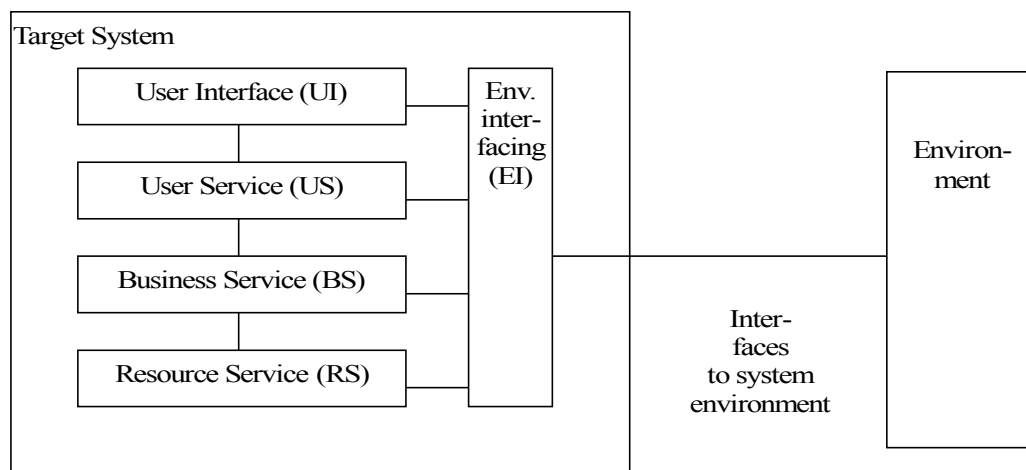 Target System
User Interface (UI)
User Service (US)
Business Service (BS)
Resource Service (RS)
Env.
inter-
facing
(EI)
Inter-
faces
to system
environment
Environ-
ment